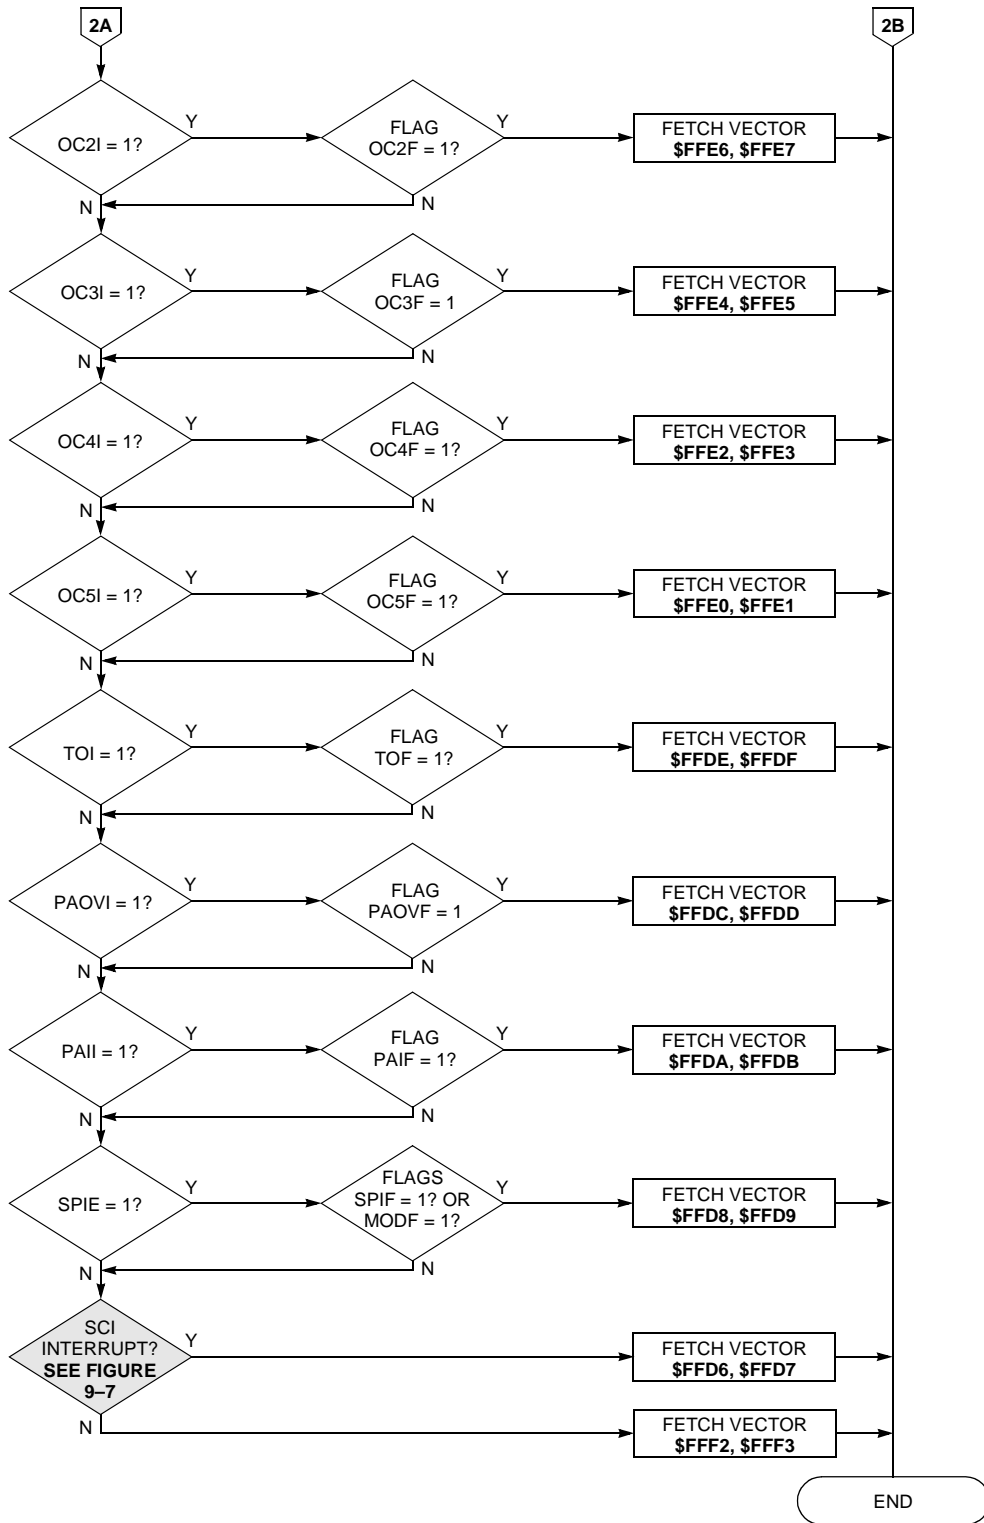 2A
2B
OC2I = 1?
Y
FLAG
OC2F = 1?
Y
FETCH VECTOR
$FFE6, $FFE7
N
N
OC3I = 1?
Y
FLAG
OC3F = 1
Y
FETCH VECTOR
$FFE4, $FFE5
N
N
OC4I = 1?
Y
FLAG
OC4F = 1?
Y
FETCH VECTOR
$FFE2, $FFE3
N
N
OC5I = 1?
Y
FLAG
OC5F = 1?
Y
FETCH VECTOR
$FFE0, $FFE1
N
N
TOI = 1?
Y
FLAG
TOF = 1?
Y
FETCH VECTOR
$FFDE, $FFDF
N
N
PAOVI = 1?
Y
FLAG
PAOVF = 1
Y
FETCH VECTOR
$FFDC, $FFDD
N
N
PAII = 1?
Y
FLAG
PAIF = 1?
Y
FETCH VECTOR
$FFDA, $FFDB
N
N
SPIE = 1?
Y
FLAGS
SPIF = 1? OR
MODF = 1?
Y
FETCH VECTOR
$FFD8, $FFD9
N
N
SCI
INTERRUPT?
SEE FIGURE
9–7
Y
FETCH VECTOR
$FFD6, $FFD7
N
FETCH VECTOR
$FFF2, $FFF3
END